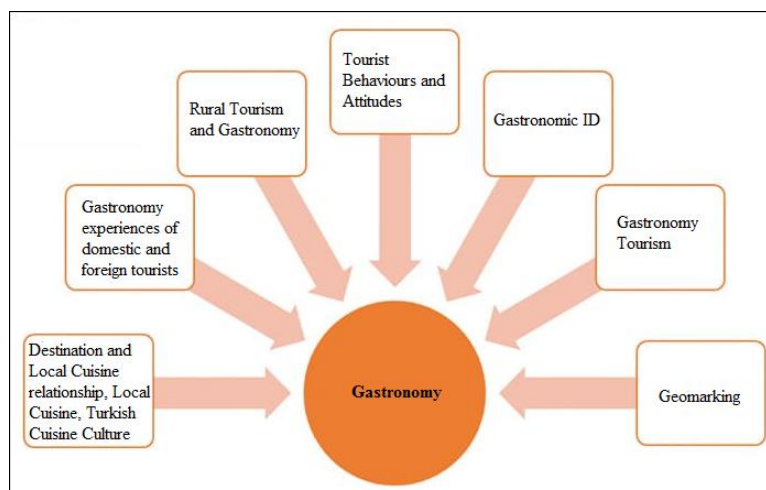 Tourist
Behaviours and
Attitudes
Rural Tourism
and Gastronomy
Gastronomic ID
Gastronomy
experiences of
domestic and
foreign tourists
Gastronomy
Tourism
Destination and
Local Cuisine
relationship, Local
Cuisine, Turkish
Cuisine Culture
Gastronomy
Geomarking